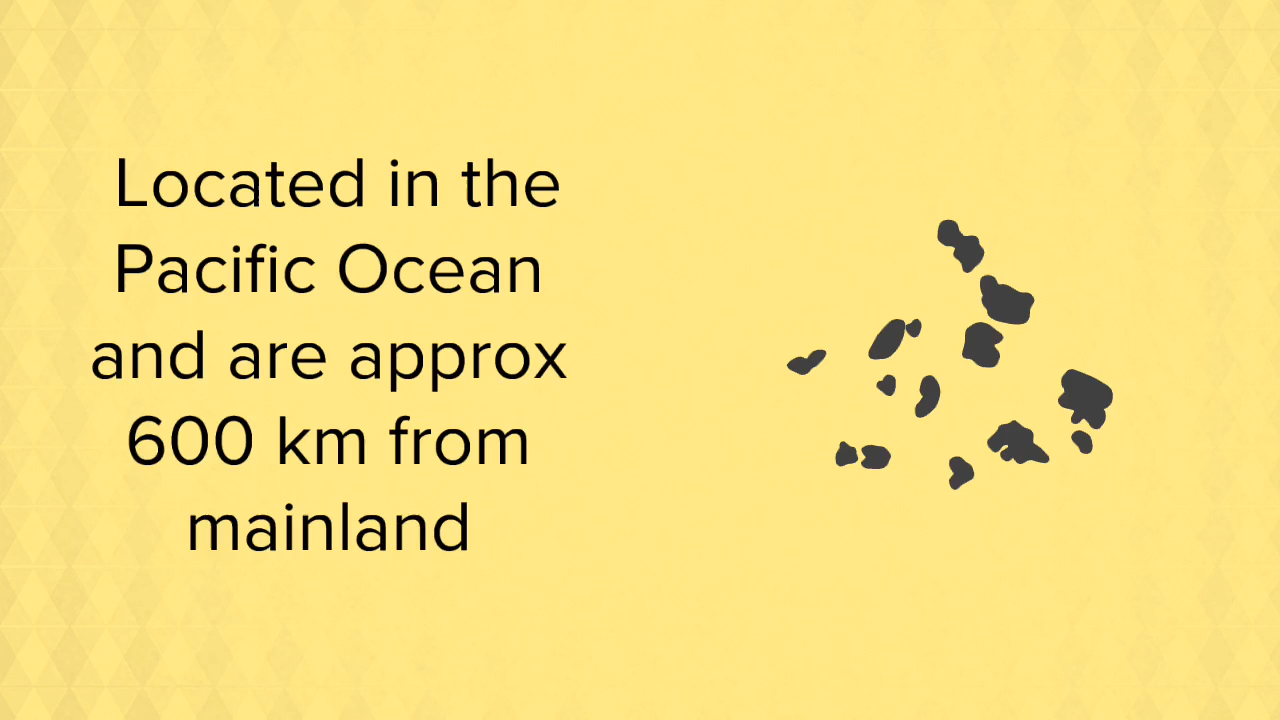 Located in the
Pacific Ocean
and are approx
600 km from
mainland